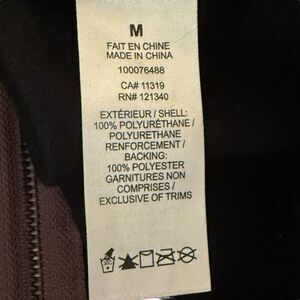 M
FAIT EN CHINE
MADE IN CHINA
100076488
CA# 11319
RN# 121340
EXTÉRIEUR / SHELL:
100% POLYURÉTHANE /
POLYURETHANE
RENFORCEMENT /
BACKING:
100% POLYESTER
GARNITURES NON
COMPRISES /
EXCLUSIVE OF TRIMS